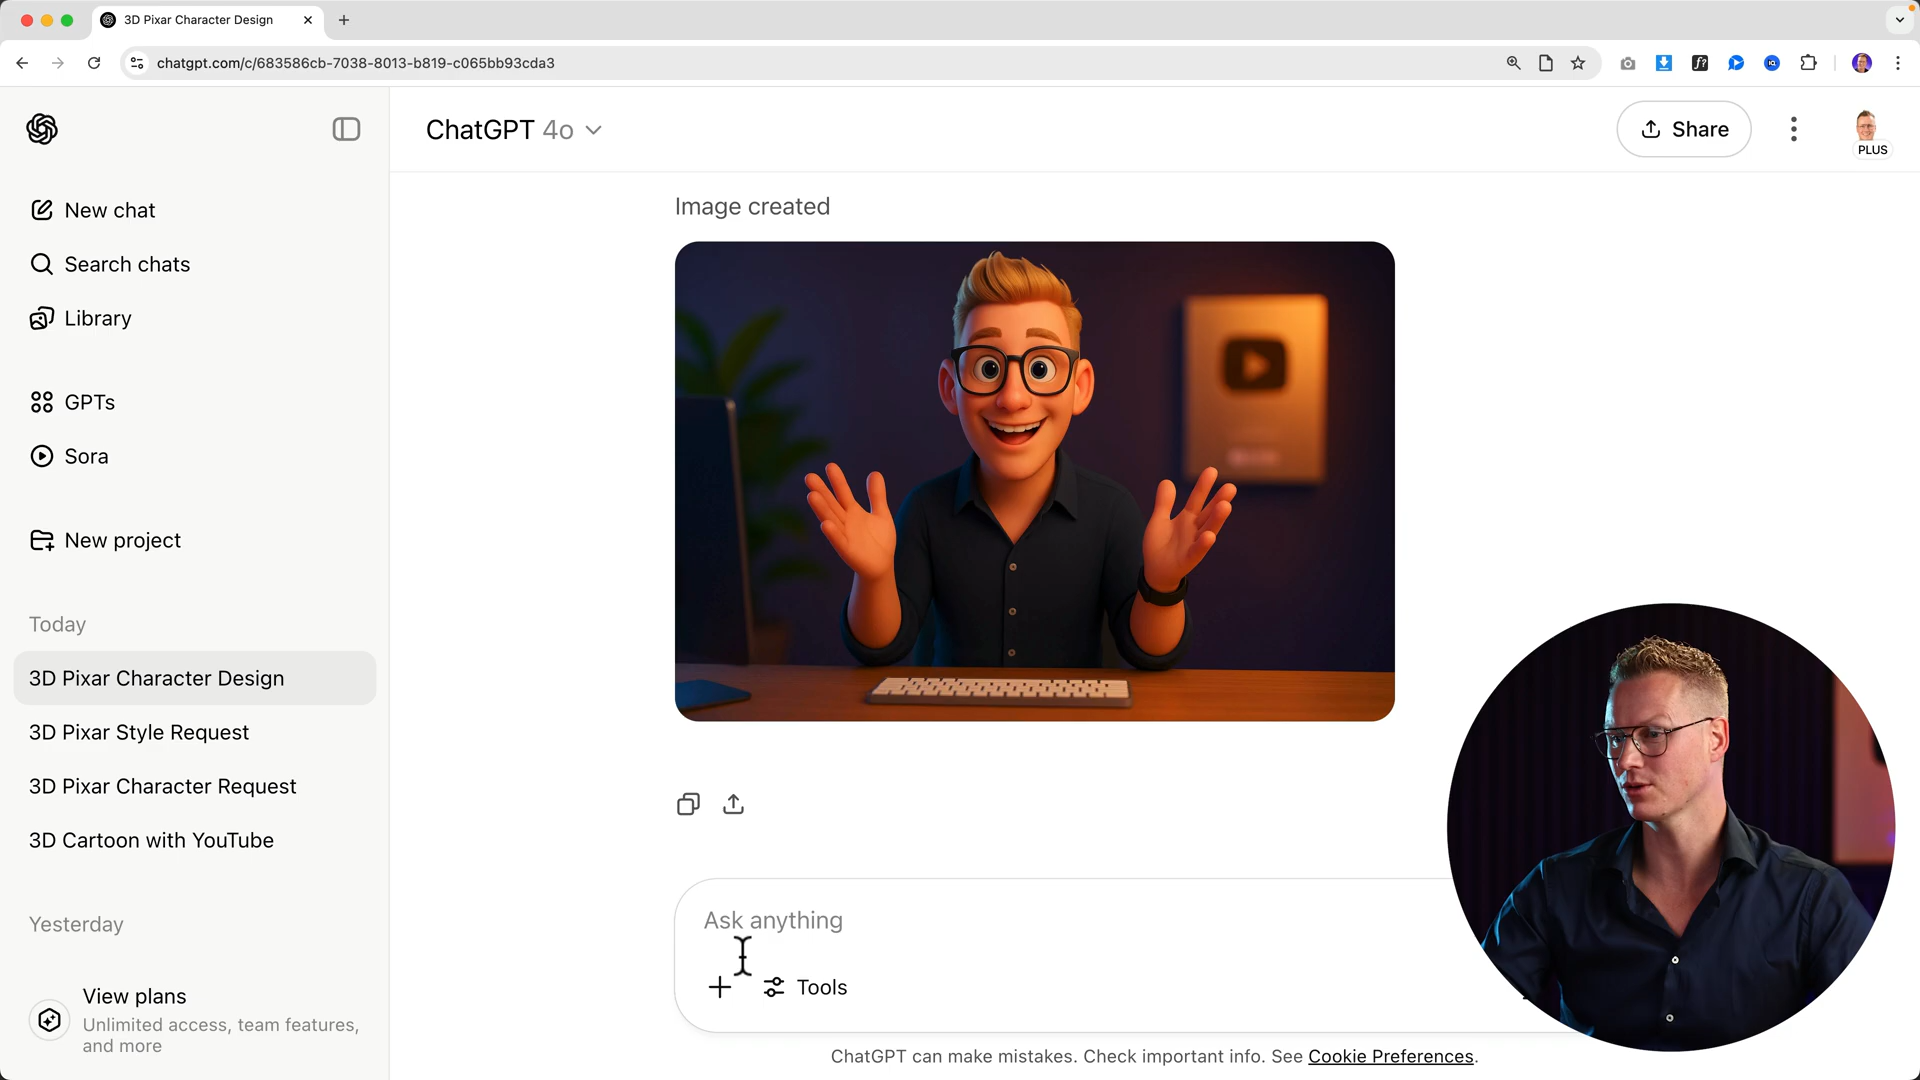 3D Pixar Character Design
chatgpt.com/c/683586cb-7038-8013-b819-c065bb93cda3
New chat
Search chats
Library
GPTs
Sora
New project
Today
3D Pixar Character Design
3D Pixar Style Request
3D Pixar Character Request
3D Cartoon with YouTube
Yesterday
View plans
Unlimited access, team features,
and more
ChatGPT 4o
Share
PLUS
Image created
Ask anything
Tools
ChatGPT can make mistakes. Check important info. See Cookie Preferences.